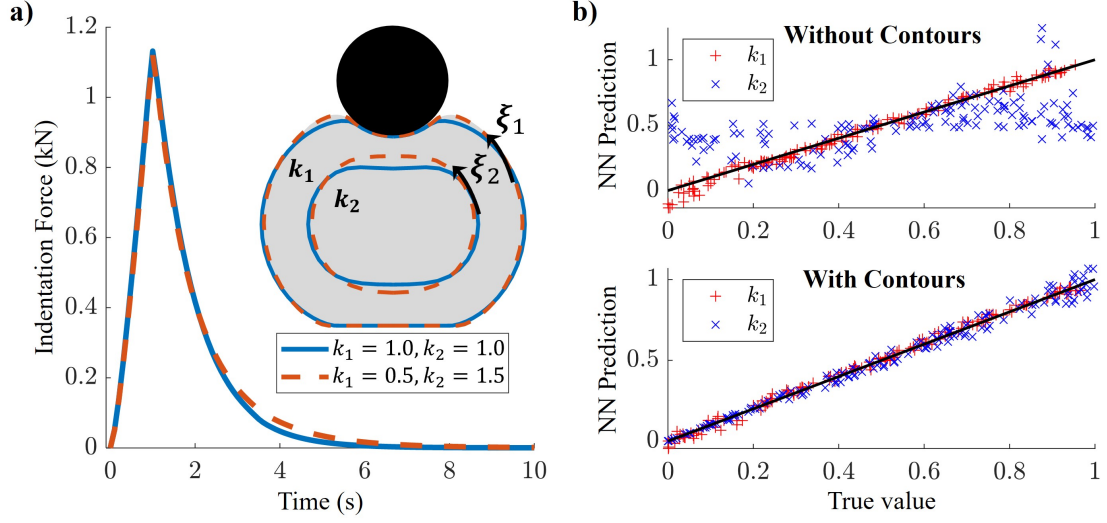 a)
Indentation Force (kN)
1.2
1
0.8
0.6
0.4
0.2
0
0 2 4 6 8 10
Time (s)
k₁
k₂
ξ₁
ξ₂
k₁ = 1.0, k₂ = 1.0
k₁ = 0.5, k₂ = 1.5
b)
Without Contours
k₁
k₂
NN Prediction
1
0.5
0
0 0.2 0.4 0.6 0.8 1
With Contours
k₁
k₂
NN Prediction
1
0.5
0
0 0.2 0.4 0.6 0.8 1
True value